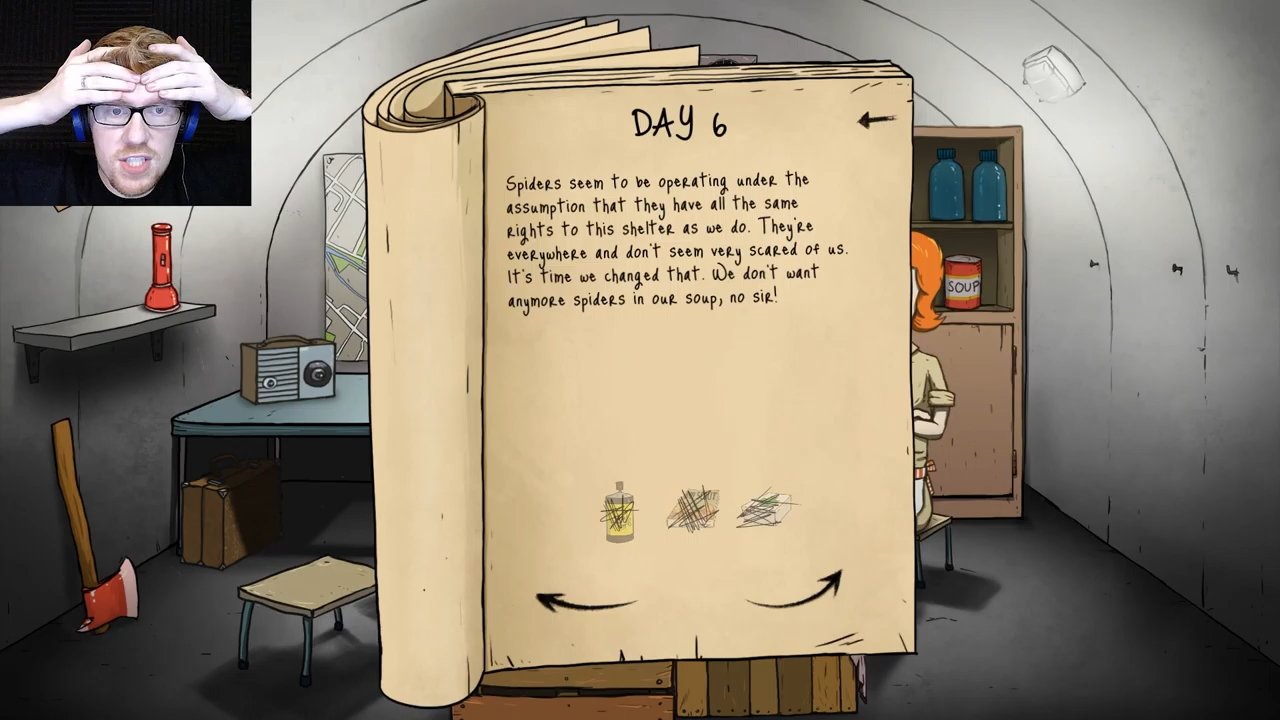 DAY 6
Spiders seem to be operating under the
assumption that they have all the same
rights to this shelter as we do. They're
everywhere and don't seem very scared of us.
It's time we changed that. We don't want
anymore spiders in our soup, no sir!
SOUP